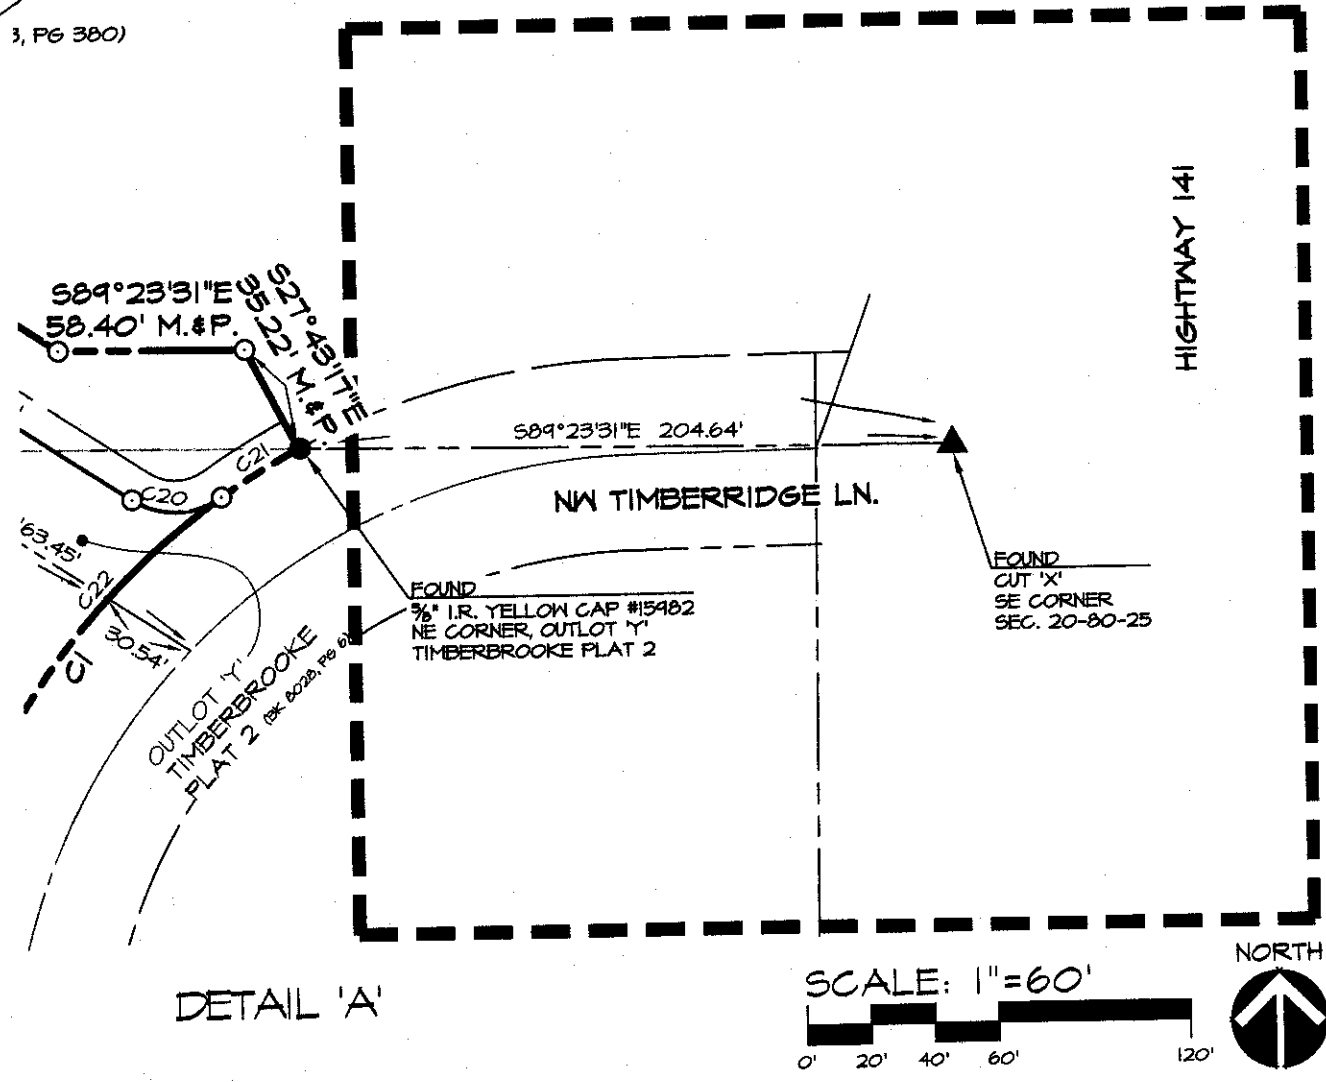 3, PG 380)
HIGHTWAY 141
S89°23'31"E
58.40' M.&P.
S27°43'17"E
35.22' M.&P.
S89°23'31"E 204.64'
C21
C20
NW TIMBERRIDGE LN.
'63.45'
C22
30.54'
C1
FOUND
5/8" I.R. YELLOW CAP #15982
NE CORNER, OUTLOT 'Y'
TIMBERBROOKE PLAT 2
FOUND
CUT 'X'
SE CORNER
SEC. 20-80-25
OUTLOT 'Y'
TIMBERBROOKE
PLAT 2 (BK 8028, PG 6)
DETAIL 'A'
SCALE: 1"=60'
0' 20' 40' 60' 120'
NORTH